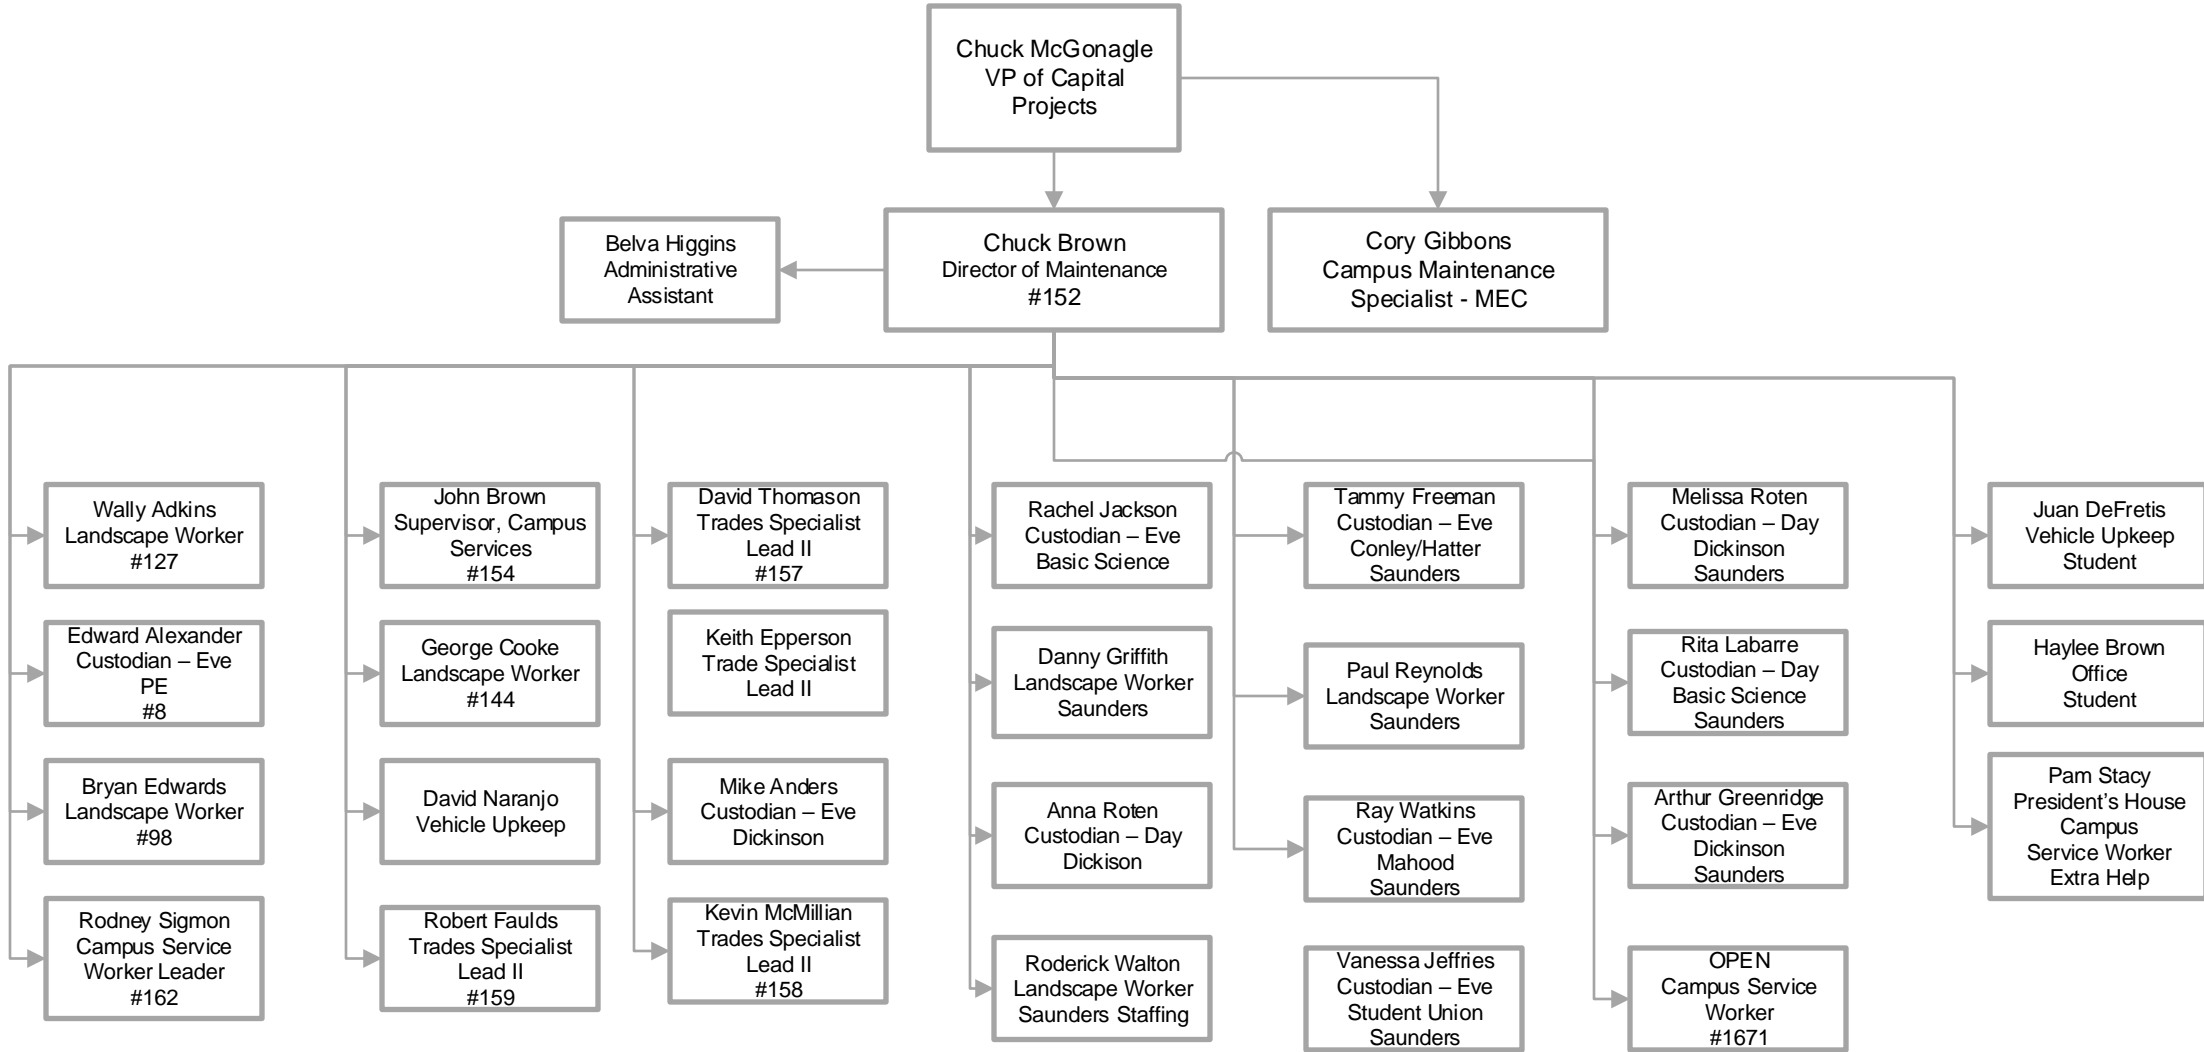 Chuck McGonagle
VP of Capital
Projects
Belva Higgins
Administrative
Assistant
Chuck Brown
Director of Maintenance
#152
Cory Gibbons
Campus Maintenance
Specialist - MEC
Wally Adkins
Landscape Worker
#127
Edward Alexander
Custodian – Eve
PE
#8
Bryan Edwards
Landscape Worker
#98
Rodney Sigmon
Campus Service
Worker Leader
#162
John Brown
Supervisor, Campus
Services
#154
George Cooke
Landscape Worker
#144
David Naranjo
Vehicle Upkeep
Robert Faulds
Trades Specialist
Lead II
#159
David Thomason
Trades Specialist
Lead II
#157
Keith Epperson
Trade Specialist
Lead II
Mike Anders
Custodian – Eve
Dickinson
Kevin McMillian
Trades Specialist
Lead II
#158
Rachel Jackson
Custodian – Eve
Basic Science
Danny Griffith
Landscape Worker
Saunders
Anna Roten
Custodian – Day
Dickison
Roderick Walton
Landscape Worker
Saunders Staffing
Tammy Freeman
Custodian – Eve
Conley/Hatter
Saunders
Paul Reynolds
Landscape Worker
Saunders
Ray Watkins
Custodian – Eve
Mahood
Saunders
Vanessa Jeffries
Custodian – Eve
Student Union
Saunders
Melissa Roten
Custodian – Day
Dickinson
Saunders
Rita Labarre
Custodian – Day
Basic Science
Saunders
Arthur Greenridge
Custodian – Eve
Dickinson
Saunders
OPEN
Campus Service
Worker
#1671
Juan DeFretis
Vehicle Upkeep
Student
Haylee Brown
Office
Student
Pam Stacy
President's House
Campus
Service Worker
Extra Help